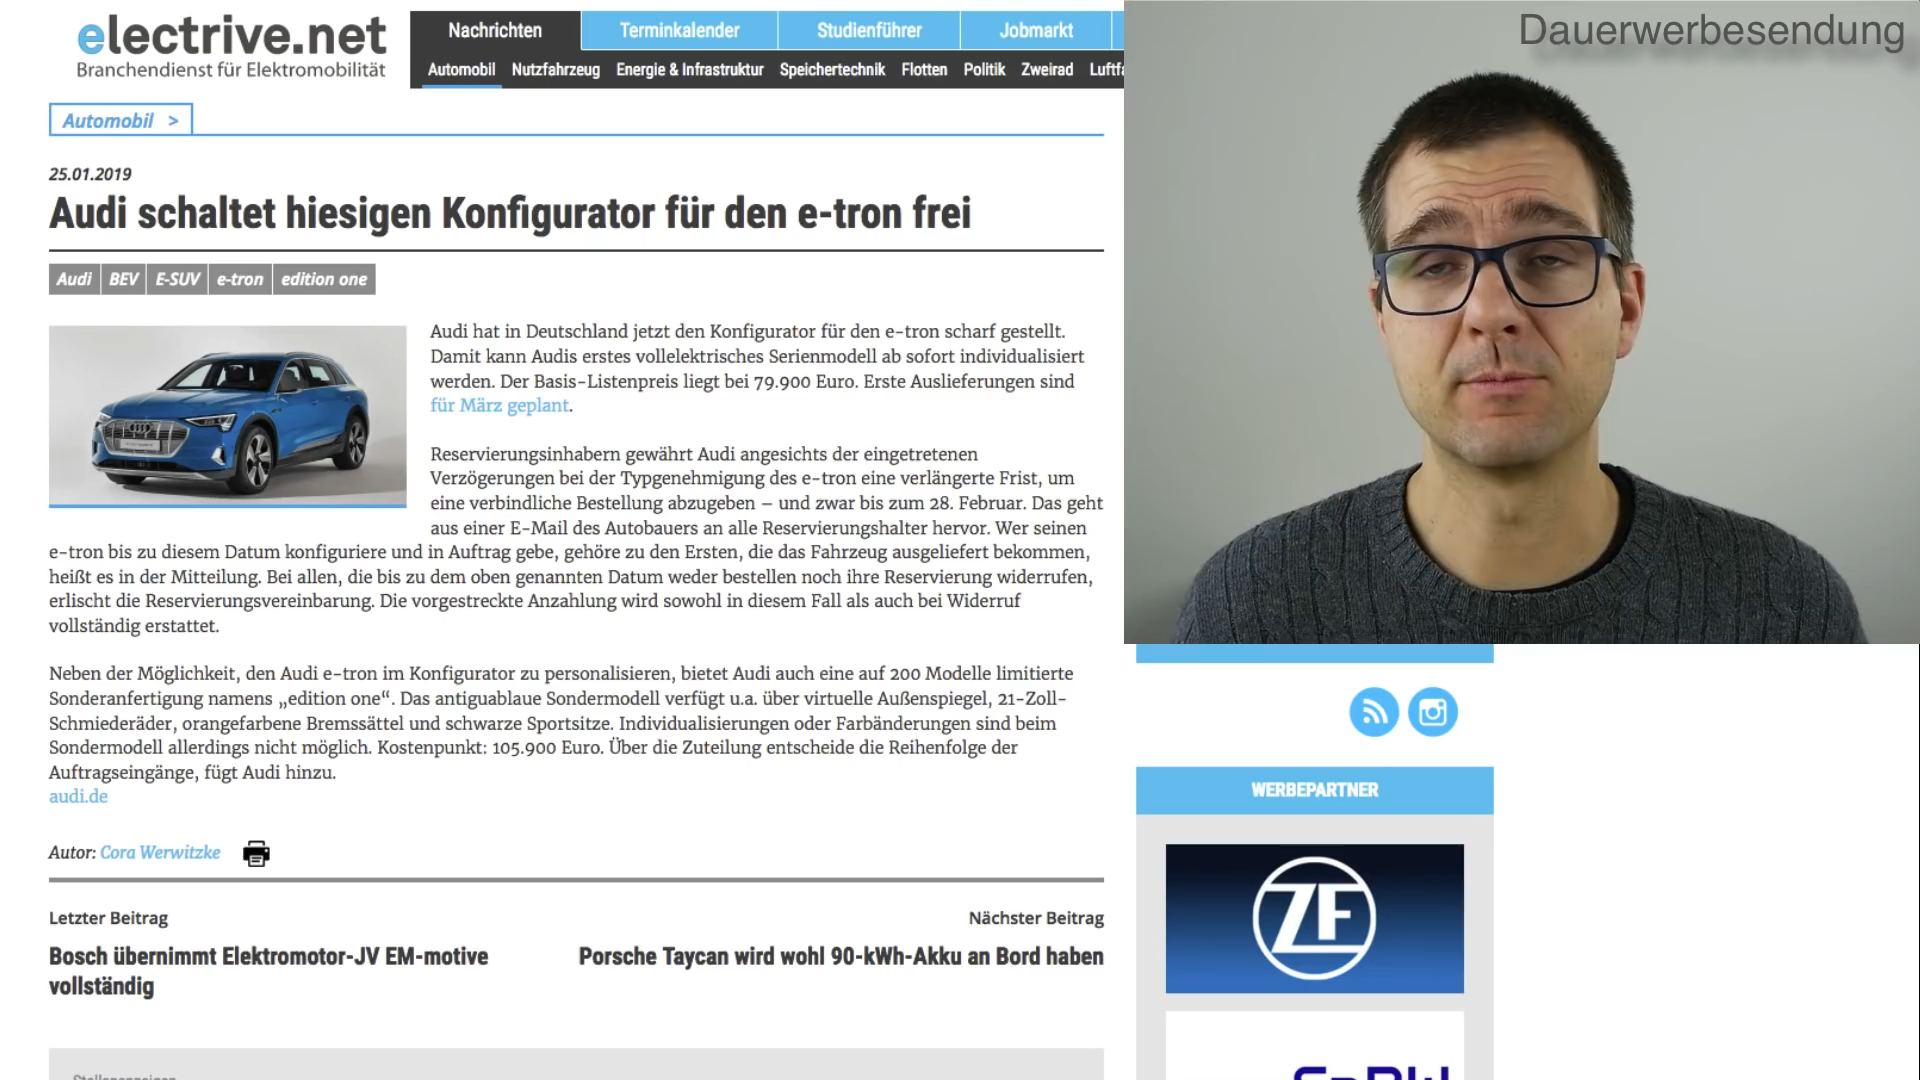 electrive.net
Branchendienst für Elektromobilität
Nachrichten
Terminkalender
Studienführer
Jobmarkt
Automobil
Nutzfahrzeug
Energie & Infrastruktur
Speichertechnik
Flotten
Politik
Zweirad
Dauerwerbesendung
Automobil >
25.01.2019
Audi schaltet hiesigen Konfigurator für den e-tron frei
Audi
BEV
E-SUV
e-tron
edition one
Audi hat in Deutschland jetzt den Konfigurator für den e-tron scharf gestellt.
Damit kann Audis erstes vollelektrisches Serienmodell ab sofort individualisiert
werden. Der Basis-Listenpreis liegt bei 79.900 Euro. Erste Auslieferungen sind
für März geplant.
Reservierungsinhabern gewährt Audi angesichts der eingetretenen
Verzögerungen bei der Typgenehmigung des e-tron eine verlängerte Frist, um
eine verbindliche Bestellung abzugeben – und zwar bis zum 28. Februar. Das geht
aus einer E-Mail des Autobauers an alle Reservierungshalter hervor. Wer seinen
e-tron bis zu diesem Datum konfiguriere und in Auftrag gebe, gehöre zu den Ersten, die das Fahrzeug ausgeliefert bekommen,
heißt es in der Mitteilung. Bei allen, die bis zu dem oben genannten Datum weder bestellen noch ihre Reservierung widerrufen,
erlischt die Reservierungsvereinbarung. Die vorgestreckte Anzahlung wird sowohl in diesem Fall als auch bei Widerruf
vollständig erstattet.
Neben der Möglichkeit, den Audi e-tron im Konfigurator zu personalisieren, bietet Audi auch eine auf 200 Modelle limitierte
Sonderanfertigung namens „edition one“. Das antiguablaue Sondermodell verfügt u.a. über virtuelle Außenspiegel, 21-Zoll-
Schmiederäder, orangefarbene Bremssättel und schwarze Sportsitze. Individualisierungen oder Farbänderungen sind beim
Sondermodell allerdings nicht möglich. Kostenpunkt: 105.900 Euro. Über die Zuteilung entscheide die Reihenfolge der
Auftragseingänge, fügt Audi hinzu.
audi.de
Autor: Cora Werwitzke
Letzter Beitrag
Bosch übernimmt Elektromotor-JV EM-motive
vollständig
Nächster Beitrag
Porsche Taycan wird wohl 90-kWh-Akku an Bord haben
WERBEPARTNER
ZF